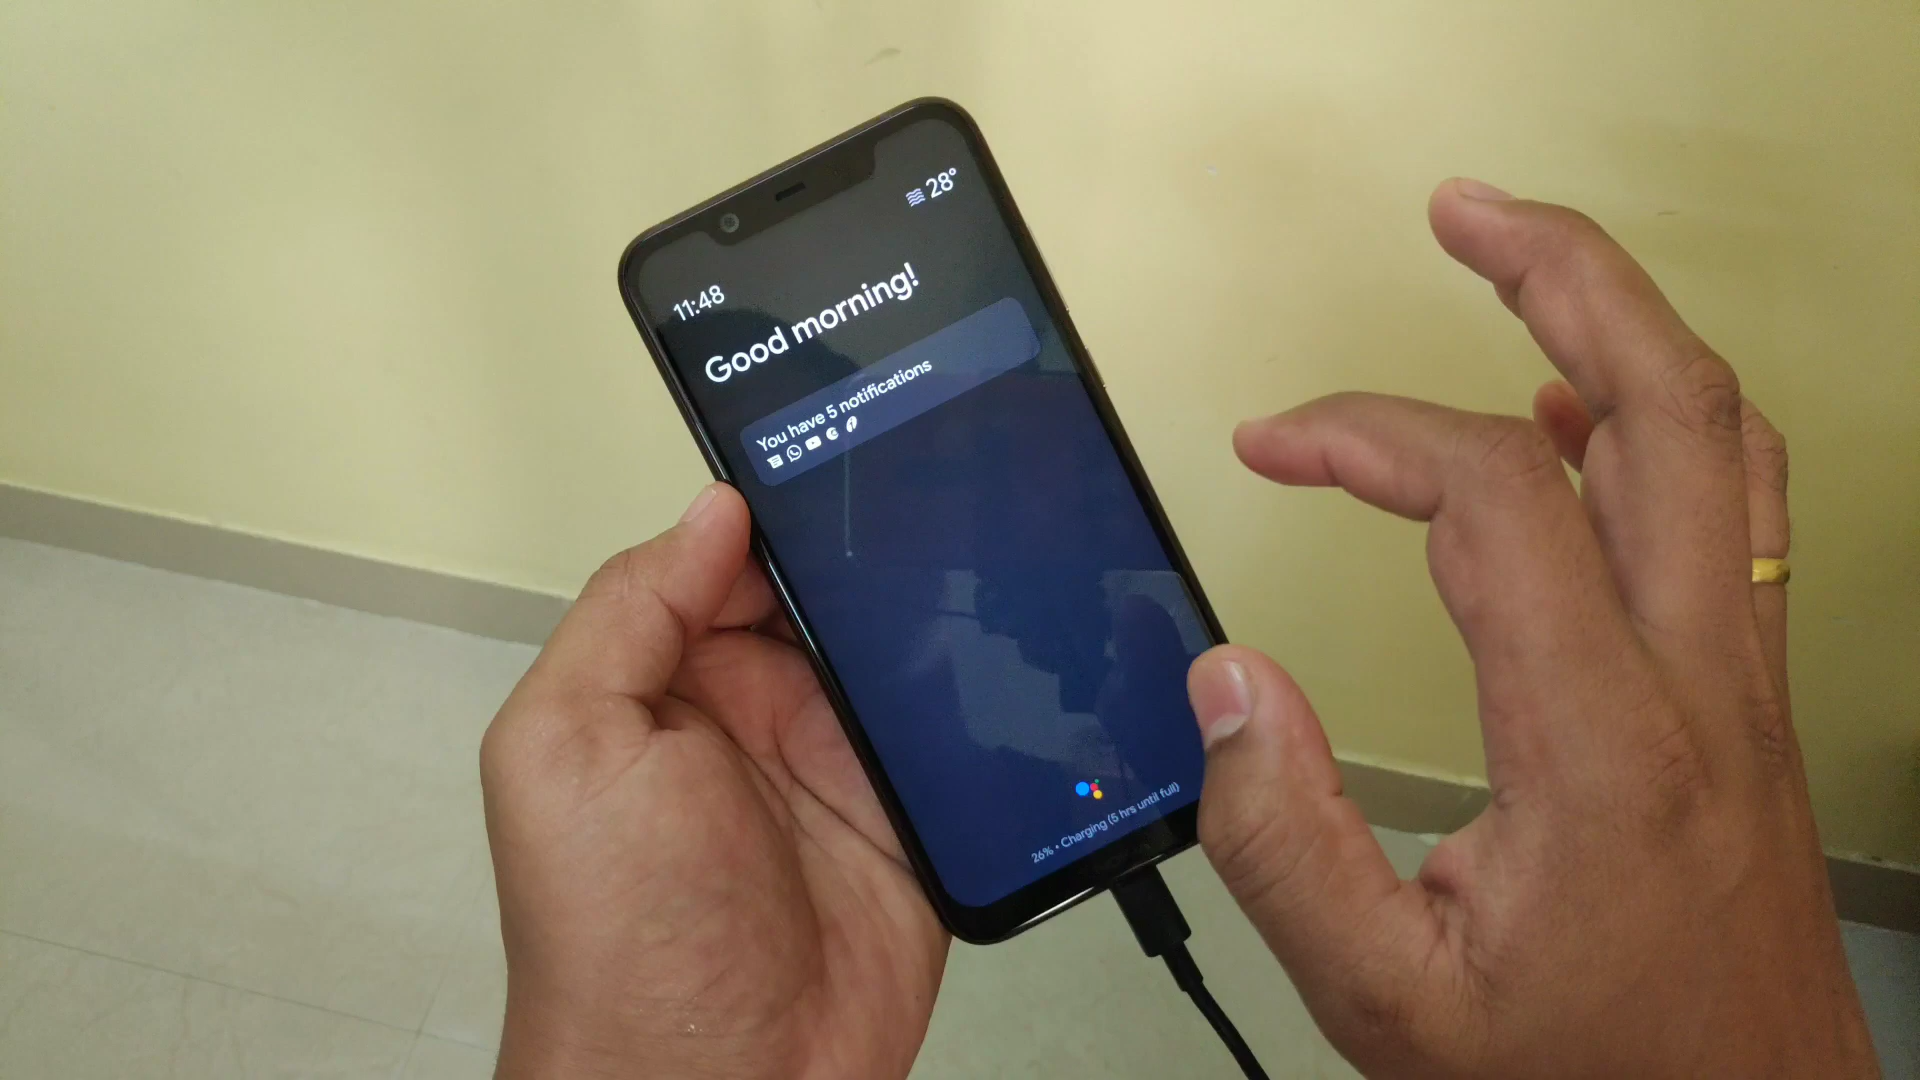 28°
11:48
Good morning!
You have 5 notifications
26% • Charging (5 hrs until full)